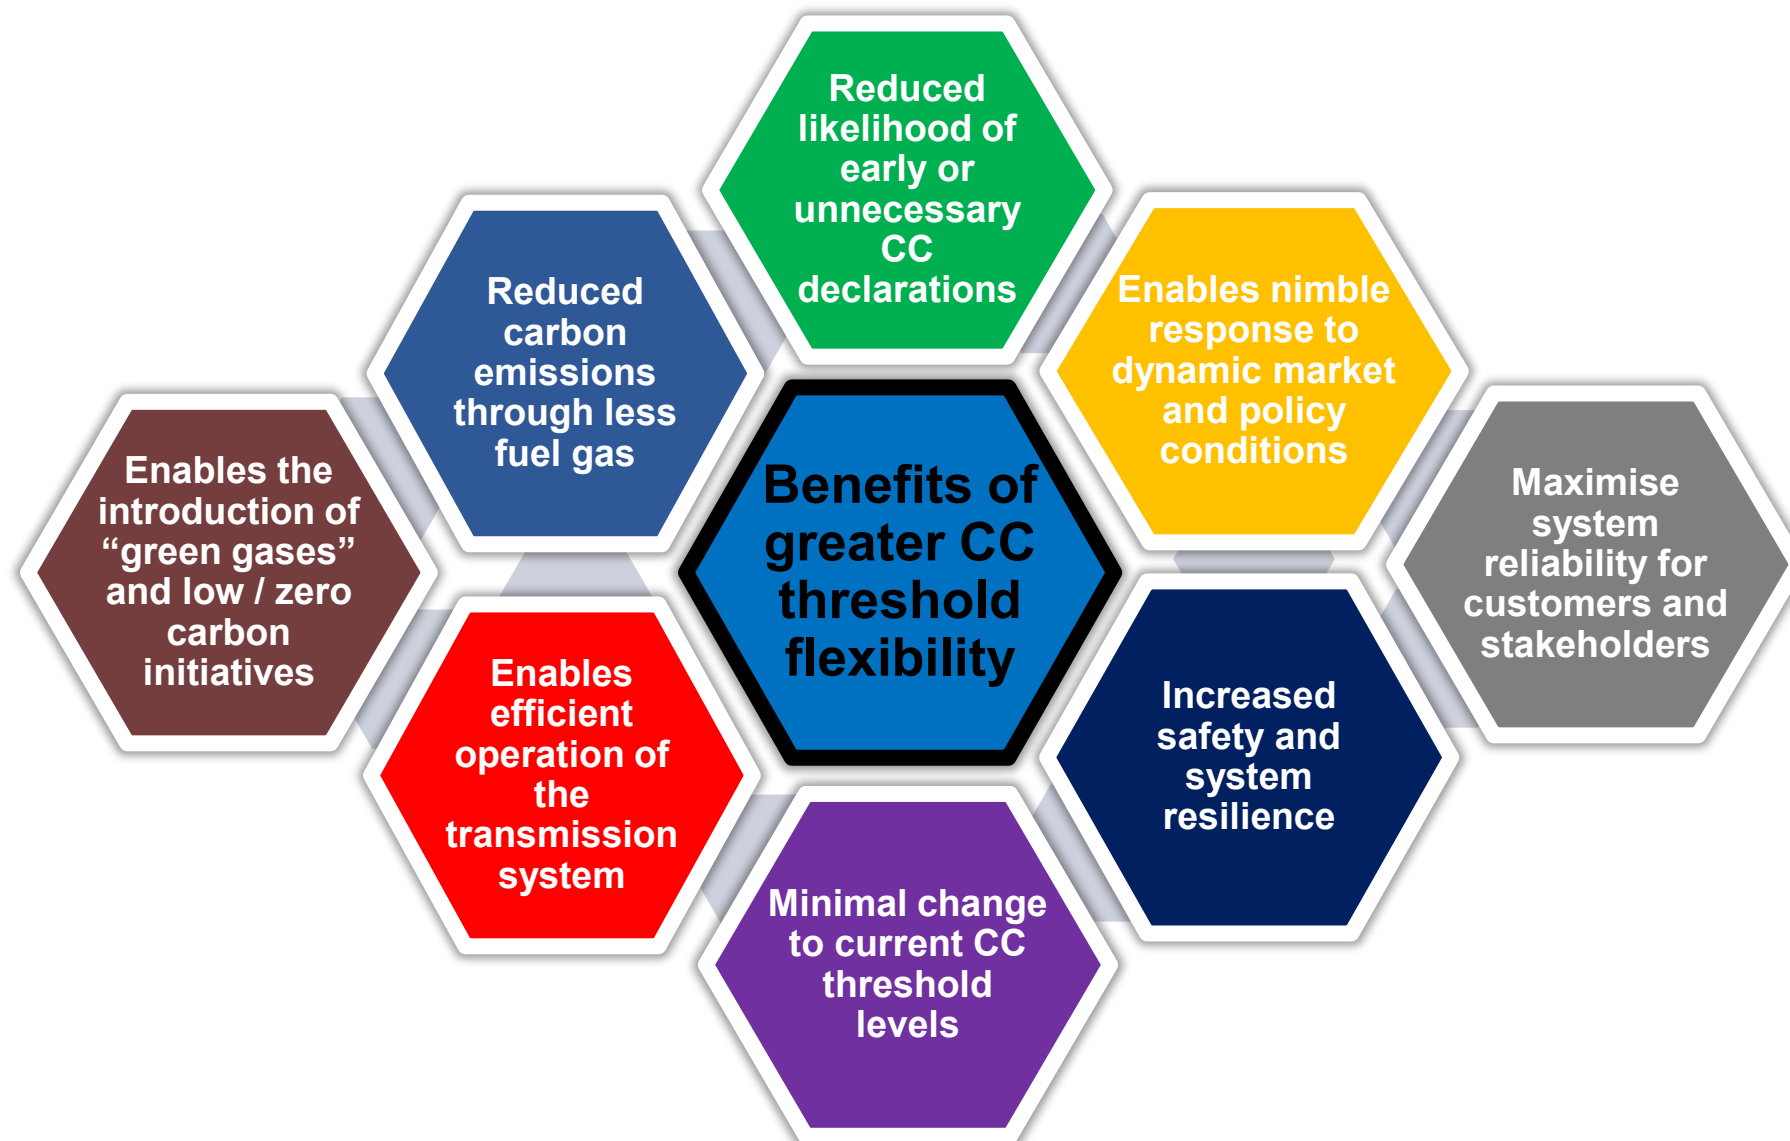 Reduced
likelihood of
early or
unnecessary
CC
declarations
Reduced
carbon
emissions
through less
fuel gas
Enables nimble
response to
dynamic market
and policy
conditions
Enables the
introduction of
“green gases”
and low / zero
carbon
initiatives
Benefits of
greater CC
threshold
flexibility
Maximise
system
reliability for
customers and
stakeholders
Enables
efficient
operation of
the
transmission
system
Increased
safety and
system
resilience
Minimal change
to current CC
threshold
levels